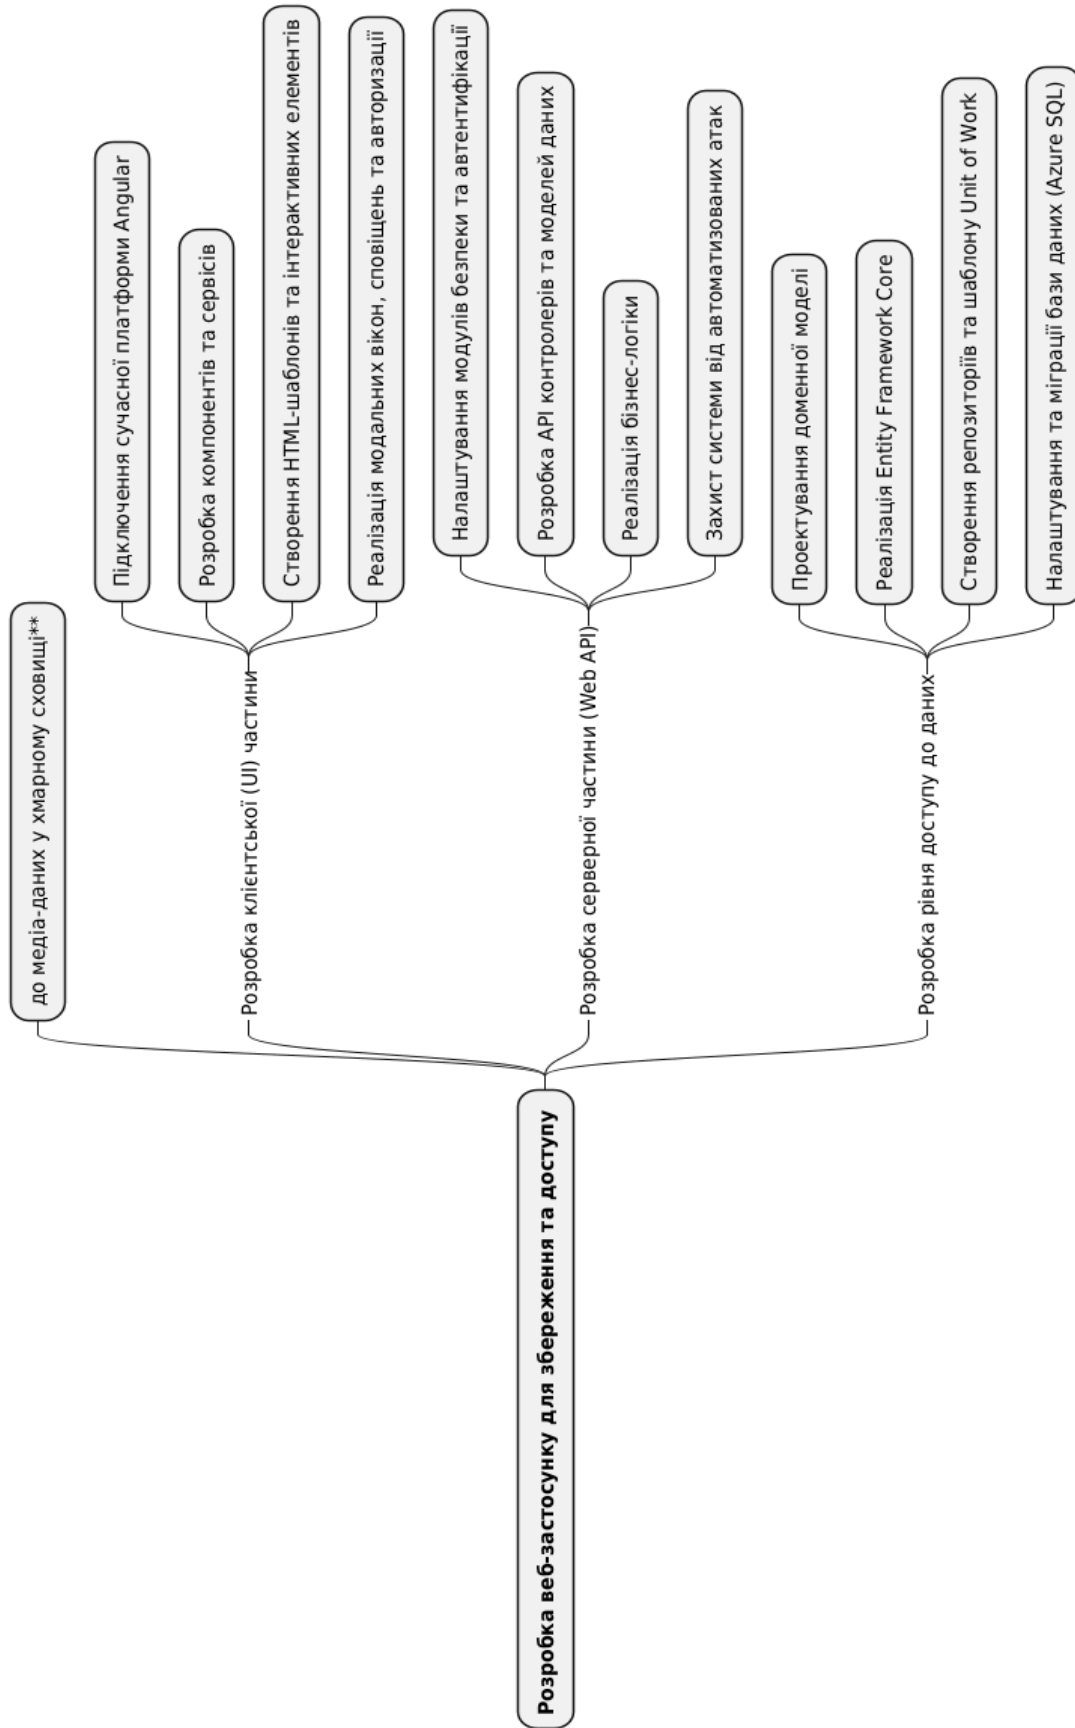 Розробка веб-застосунку для збереження та доступу
до медіа-даних у хмарному сховищі**
Розробка клієнтської (UI) частини
Підключення сучасної платформи Angular
Розробка компонентів та сервісів
Створення HTML-шаблонів та інтерактивних елементів
Реалізація модальних вікон, сповіщень та авторизації
Розробка серверної частини (Web API)
Налаштування модулів безпеки та автентифікації
Розробка API контролерів та моделей даних
Реалізація бізнес-логіки
Захист системи від автоматизованих атак
Розробка рівня доступу до даних
Проектування доменної моделі
Реалізація Entity Framework Core
Створення репозиторіїв та шаблону Unit of Work
Налаштування та міграції бази даних (Azure SQL)